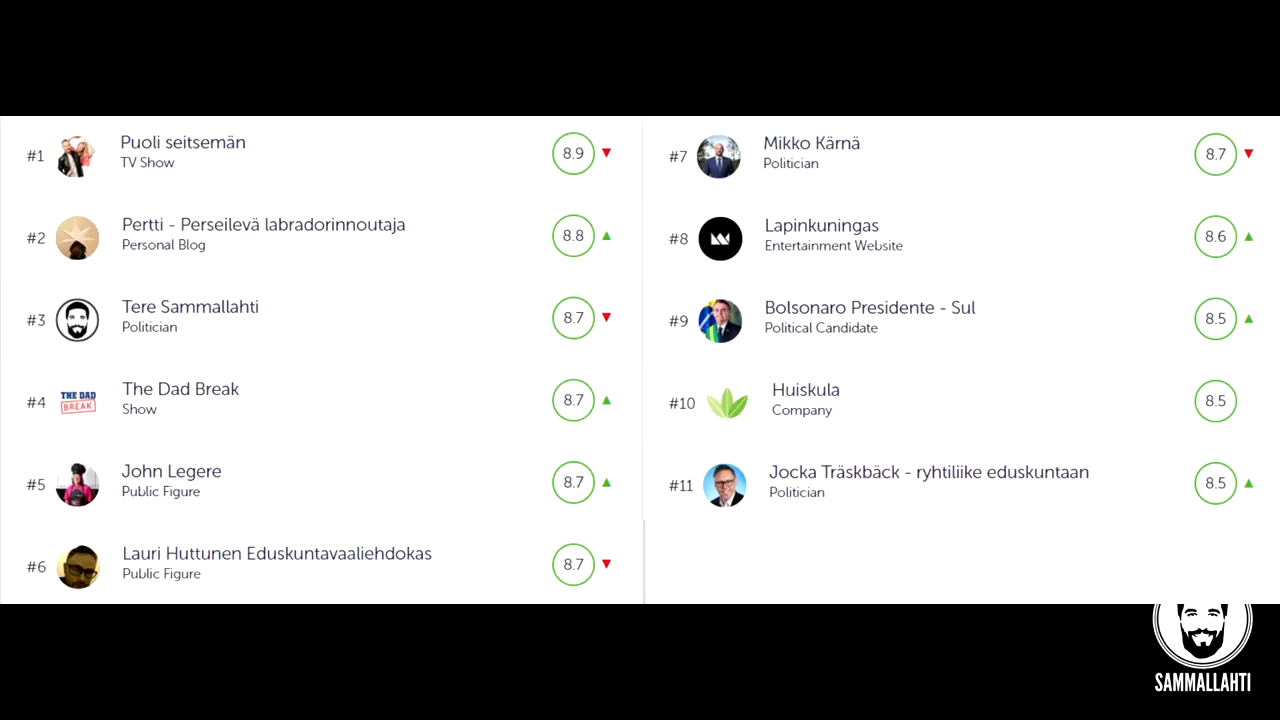 #1
Puoli seitsemän
TV Show
8.9
#2
Pertti - Perseilevä labradorinnoutaja
Personal Blog
8.8
#3
Tere Sammallahti
Politician
8.7
#4
THE DAD
BREAK
The Dad Break
Show
8.7
#5
John Legere
Public Figure
8.7
#6
Lauri Huttunen Eduskuntavaaliehdokas
Public Figure
8.7
#7
Mikko Kärnä
Politician
8.7
#8
Lapinkuningas
Entertainment Website
8.6
#9
Bolsonaro Presidente - Sul
Political Candidate
8.5
#10
Huiskula
Company
8.5
#11
Jocka Träskbäck - ryhtiliike eduskuntaan
Politician
8.5
SAMMALLAHTI